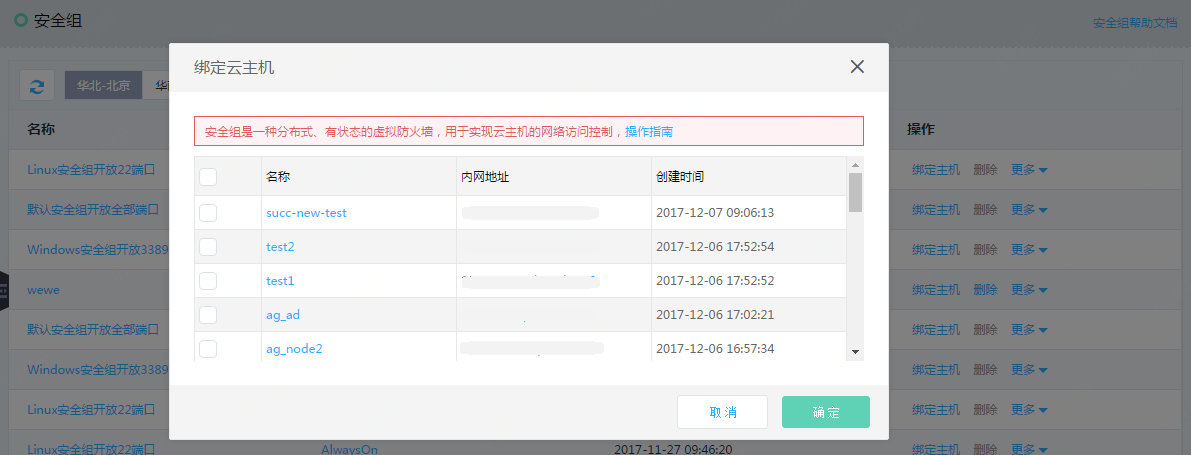 安全组
安全组帮助文档
华北-北京
名称 操作
Linux安全组开放22端口 绑定主机 删除 更多
默认安全组开放全部端口 绑定主机 删除 更多
Windows安全组开放3389 绑定主机 删除 更多
wewe 绑定主机 删除 更多
默认安全组开放全部端口 绑定主机 删除 更多
Windows安全组开放3389 绑定主机 删除 更多
Linux安全组开放22端口 绑定主机 删除 更多
Linux安全组开放22端口 AlwaysOn 2017-11-27 09:46:20 绑定主机 删除 更多
绑定云主机
安全组是一种分布式、有状态的虚拟防火墙，用于实现云主机的网络访问控制，操作指南
名称 内网地址 创建时间
succ-new-test 2017-12-07 09:06:13
test2 2017-12-06 17:52:54
test1 2017-12-06 17:52:52
ag_ad 2017-12-06 17:02:21
ag_node2 2017-12-06 16:57:34
取消 确定